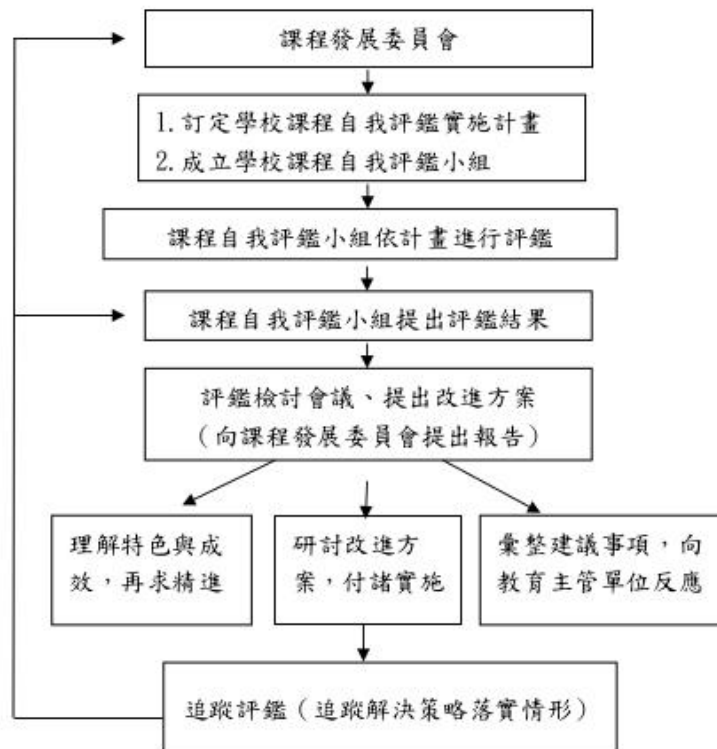 課程發展委員會
1.訂定學校課程自我評鑑實施計畫
2.成立學校課程自我評鑑小組
課程自我評鑑小組依計畫進行評鑑
課程自我評鑑小組提出評鑑結果
評鑑檢討會議、提出改進方案
（向課程發展委員會提出報告）
理解特色與成
效，再求精進
研討改進方
案，付諸實施
彙整建議事項，向
教育主管單位反應
追蹤評鑑（追蹤解決策略落實情形）